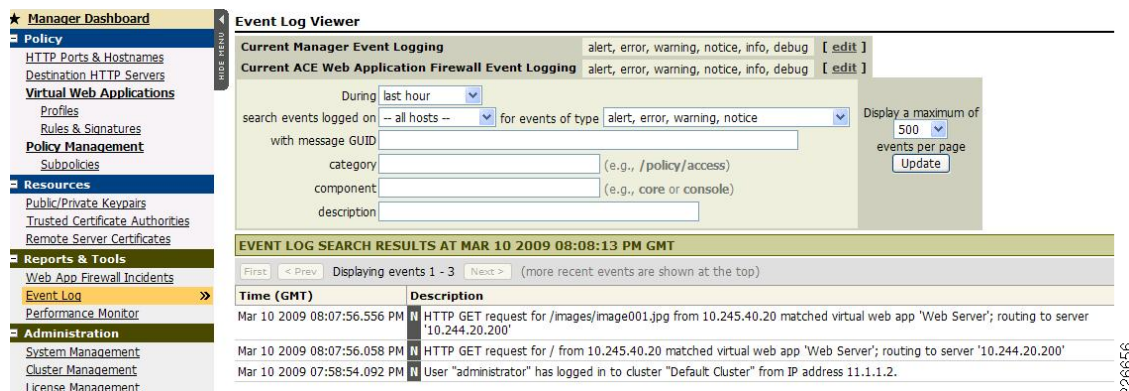 ★ Manager Dashboard
Policy
HTTP Ports & Hostnames
Destination HTTP Servers
Virtual Web Applications
Profiles
Rules & Signatures
Policy Management
Subpolicies
Resources
Public/Private Keypairs
Trusted Certificate Authorities
Remote Server Certificates
Reports & Tools
Web App Firewall Incidents
Event Log »
Performance Monitor
Administration
System Management
Cluster Management
License Management
HIDE MENU
Event Log Viewer
Current Manager Event Logging alert, error, warning, notice, info, debug [ edit ]
Current ACE Web Application Firewall Event Logging alert, error, warning, notice, info, debug [ edit ]
During last hour
search events logged on -- all hosts -- for events of type alert, error, warning, notice
with message GUID
category (e.g., /policy/access)
component (e.g., core or console)
description
Display a maximum of
500
events per page
Update
EVENT LOG SEARCH RESULTS AT MAR 10 2009 08:08:13 PM GMT
First < Prev Displaying events 1 - 3 Next > (more recent events are shown at the top)
Time (GMT) Description
Mar 10 2009 08:07:56.556 PM N HTTP GET request for /images/image001.jpg from 10.245.40.20 matched virtual web app 'Web Server'; routing to server
'10.244.20.200'
Mar 10 2009 08:07:56.058 PM N HTTP GET request for / from 10.245.40.20 matched virtual web app 'Web Server'; routing to server '10.244.20.200'
Mar 10 2009 07:58:54.092 PM N User "administrator" has logged in to cluster "Default Cluster" from IP address 11.1.1.2.
226656